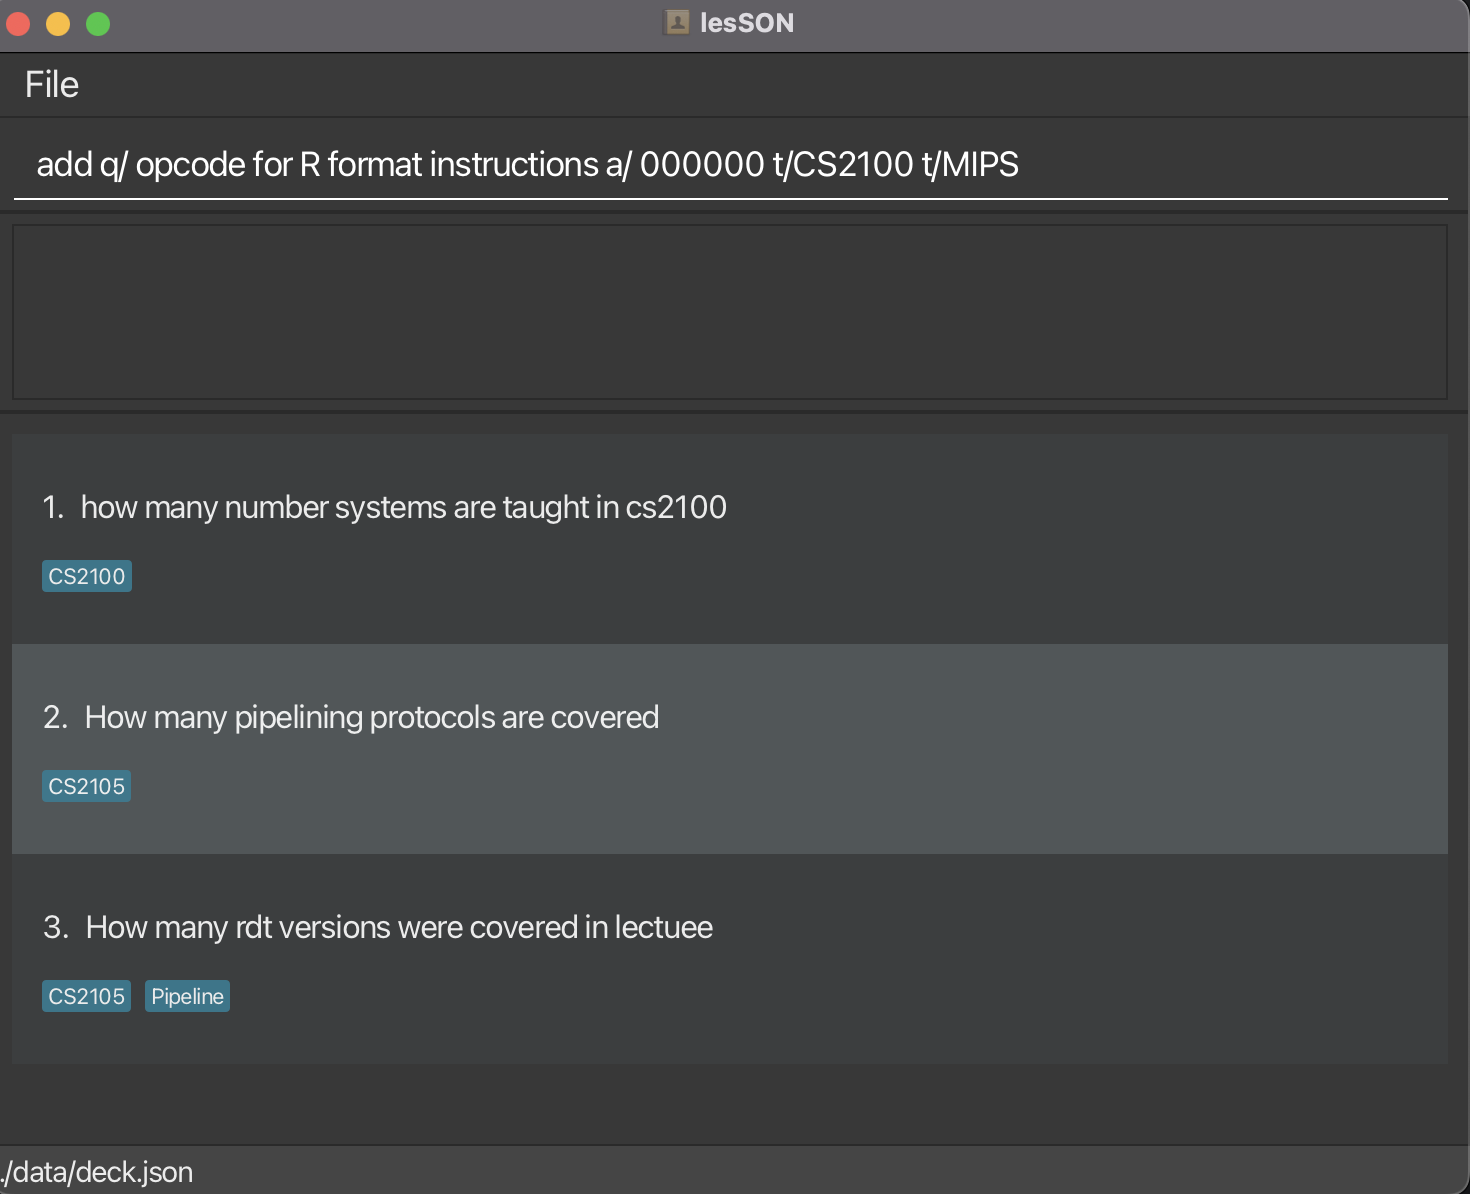 lesSON
File
add q/ opcode for R format instructions a/ 000000 t/CS2100 t/MIPS
1. how many number systems are taught in cs2100
CS2100
2. How many pipelining protocols are covered
CS2105
3. How many rdt versions were covered in lectuee
CS2105 Pipeline
./data/deck.json